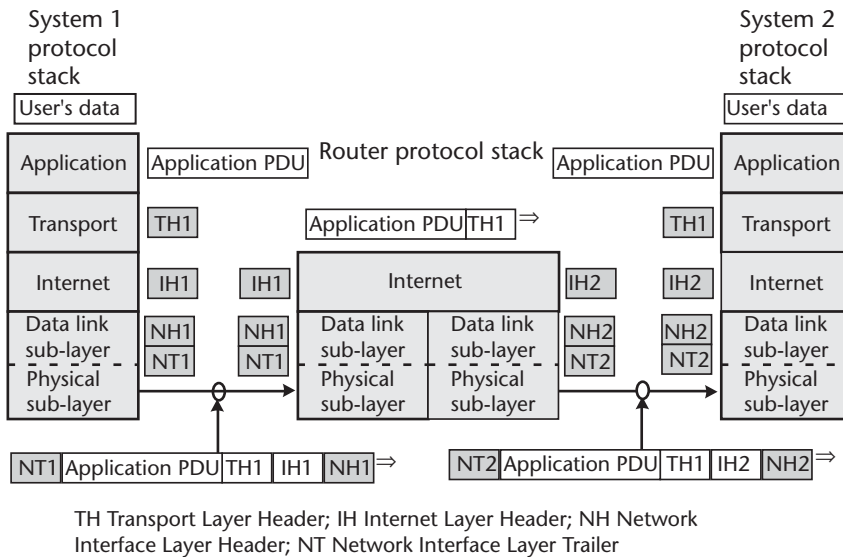 System 1
protocol
stack
System 2
protocol
stack
User's data
User's data
Application
Application PDU
Router protocol stack
Application PDU
Application
Transport
TH1
Application PDU TH1 ⇒
TH1
Transport
Internet
IH1
IH1
Internet
IH2
IH2
Internet
Data link
sub-layer
NH1
NT1
NH1
NT1
Data link
sub-layer
Data link
sub-layer
NH2
NT2
NH2
NT2
Data link
sub-layer
Physical
sub-layer
Physical
sub-layer
Physical
sub-layer
Physical
sub-layer
NT1 Application PDU TH1 IH1 NH1 ⇒
NT2 Application PDU TH1 IH2 NH2 ⇒
TH Transport Layer Header; IH Internet Layer Header; NH Network
Interface Layer Header; NT Network Interface Layer Trailer